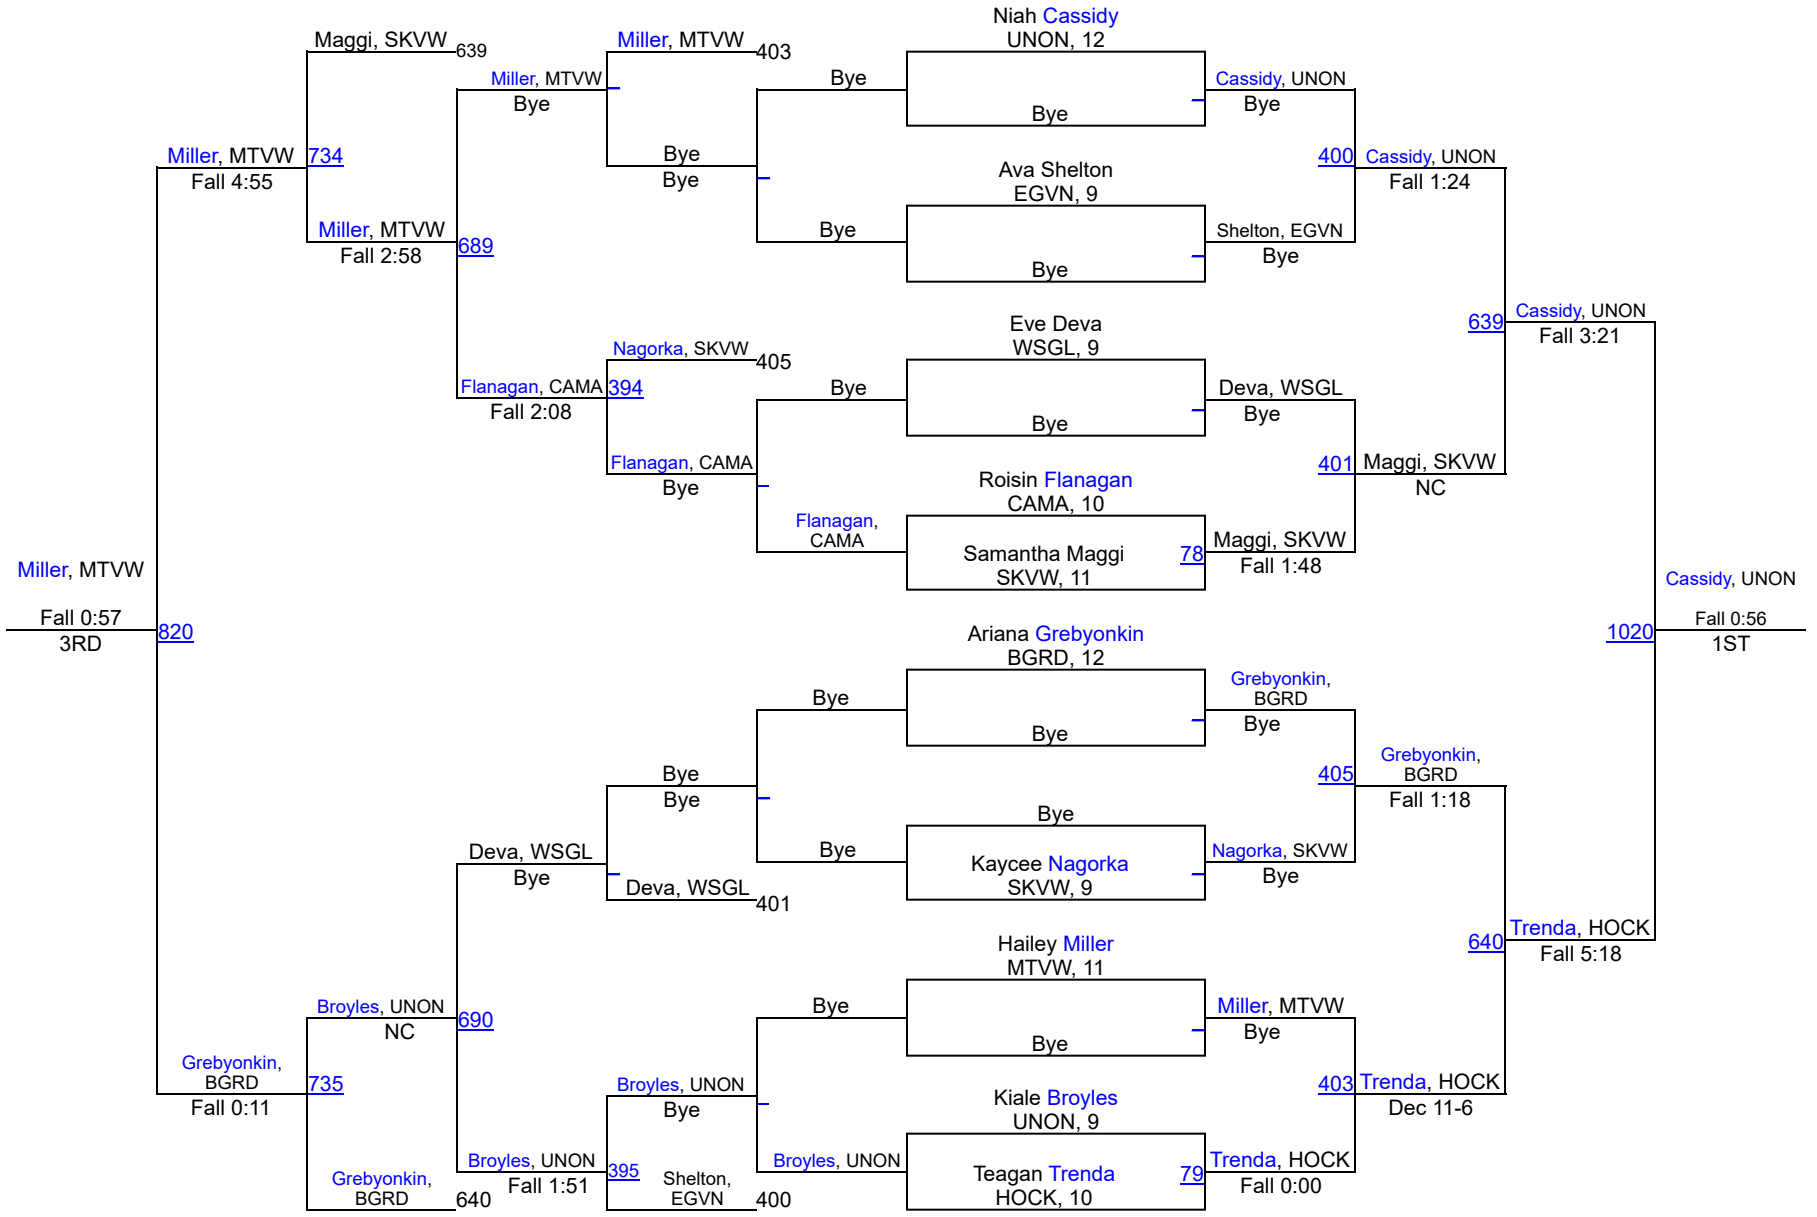 Niah Cassidy
UNON, 12
Maggi, SKVW
639
Miller, MTVW
403
Miller, MTVW
Bye
Bye
Bye
Cassidy, UNON
Bye
Miller, MTVW
734
Fall 4:55
Bye
Bye
Ava Shelton
EGVN, 9
400
Cassidy, UNON
Fall 1:24
Miller, MTVW
Fall 2:58
689
Bye
Bye
Shelton, EGVN
Bye
Eve Deva
WSGL, 9
639
Cassidy, UNON
Fall 3:21
Nagorka, SKVW
405
Flanagan, CAMA
394
Fall 2:08
Bye
Bye
Deva, WSGL
Bye
Flanagan, CAMA
Bye
Roisin Flanagan
CAMA, 10
401
Maggi, SKVW
NC
Flanagan,
CAMA
Samantha Maggi
SKVW, 11
78
Maggi, SKVW
Fall 1:48
Miller, MTVW
Fall 0:57
3RD
820
Cassidy, UNON
1020
Fall 0:56
1ST
Ariana Grebyonkin
BGRD, 12
Bye
Bye
Grebyonkin,
BGRD
Bye
Bye
Bye
405
Grebyonkin,
BGRD
Fall 1:18
Bye
Deva, WSGL
Bye
Bye
Kaycee Nagorka
SKVW, 9
Nagorka, SKVW
Bye
Deva, WSGL
401
Hailey Miller
MTVW, 11
640
Trenda, HOCK
Fall 5:18
Broyles, UNON
NC
690
Bye
Bye
Miller, MTVW
Bye
Grebyonkin,
BGRD
Fall 0:11
735
Broyles, UNON
Bye
Kiale Broyles
UNON, 9
403
Trenda, HOCK
Dec 11-6
Grebyonkin,
BGRD
640
Broyles, UNON
Fall 1:51
395
Shelton,
EGVN
400
Broyles, UNON
Teagan Trenda
HOCK, 10
79
Trenda, HOCK
Fall 0:00